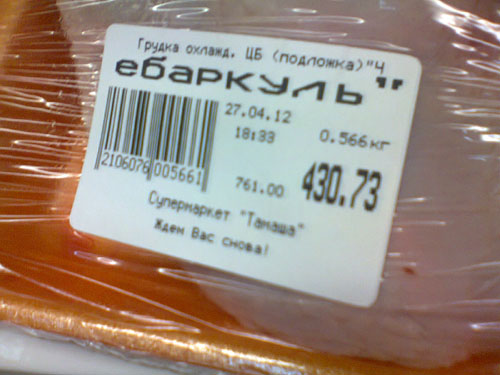 Грудка охлажд. ЦБ (подложка)"Ч
ебаркуль"
27.04.12
18:33 0.566кг
2106076005661
761.00 430.73
Супермаркет "Тамаша"
Ждем Вас снова!